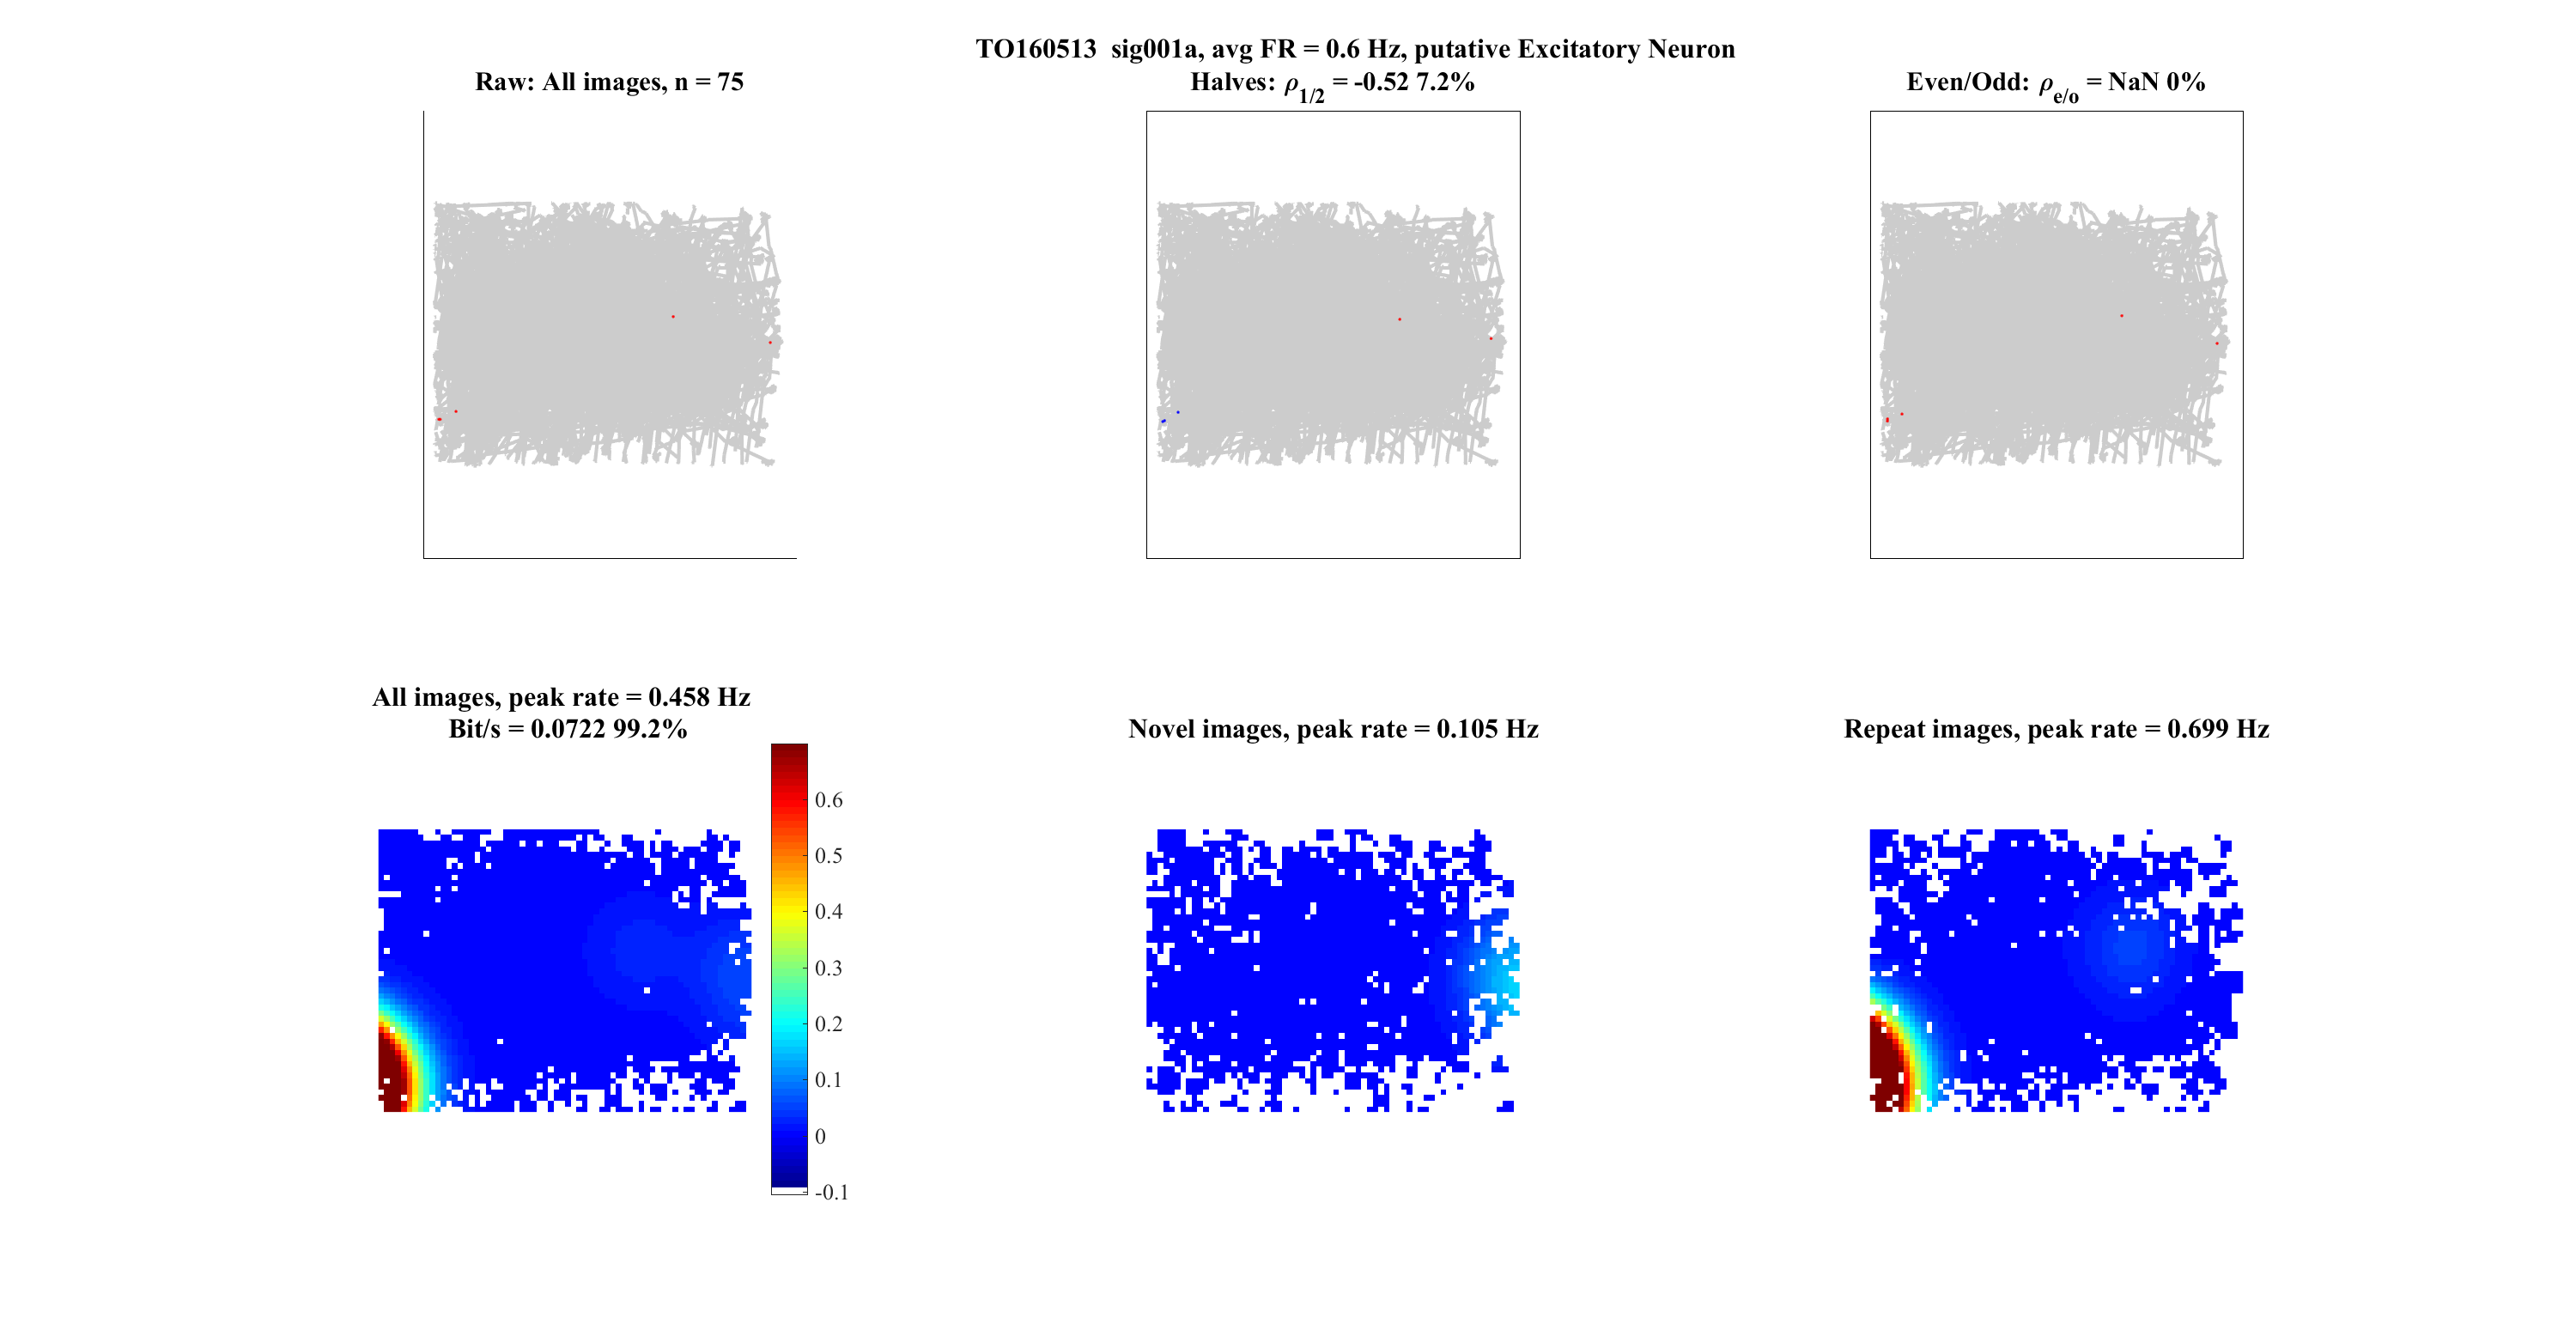 TO160513 sig001a, avg FR = 0.6 Hz, putative Excitatory Neuron
Raw: All images, n = 75
Halves: ρ1/2 = -0.52 7.2%
Even/Odd: ρe/o = NaN 0%
All images, peak rate = 0.458 Hz
Bit/s = 0.0722 99.2%
Novel images, peak rate = 0.105 Hz
Repeat images, peak rate = 0.699 Hz
0.6
0.5
0.4
0.3
0.2
0.1
0
-0.1